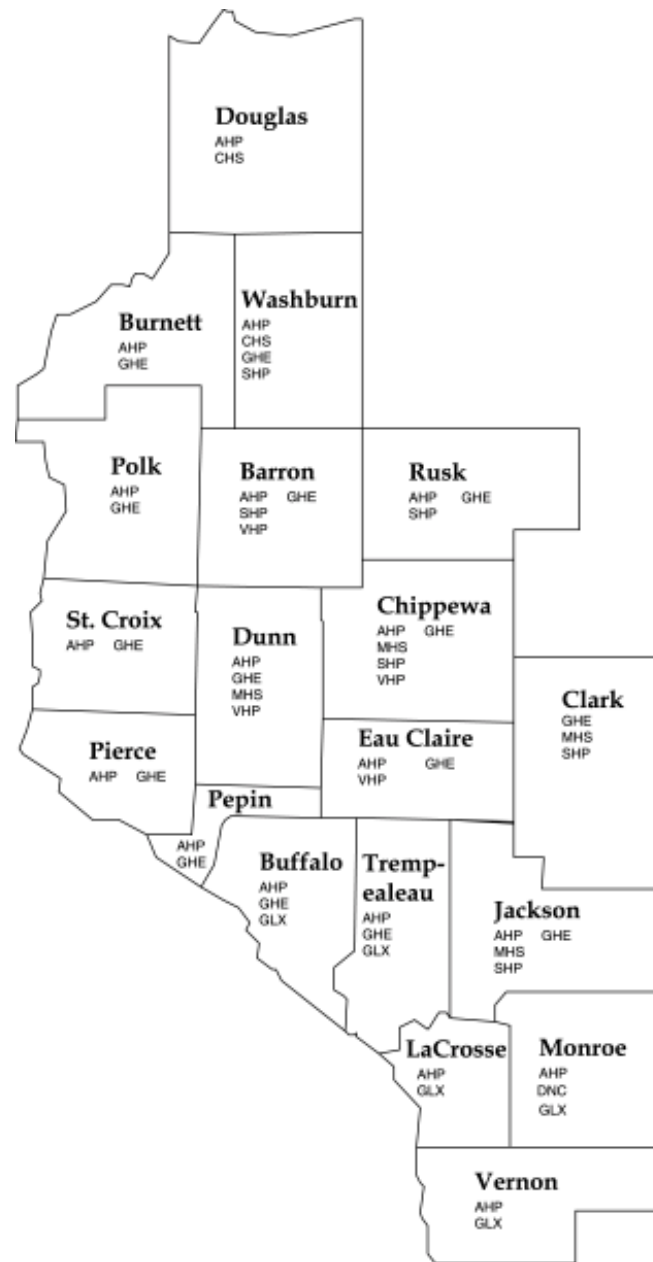 Douglas
AHP
CHS
Washburn
AHP
CHS
GHE
SHP
Burnett
AHP
GHE
Polk
AHP
GHE
Barron
AHP GHE
SHP
VHP
Rusk
AHP GHE
SHP
St. Croix
AHP GHE
Dunn
AHP
GHE
MHS
VHP
Chippewa
AHP GHE
MHS
SHP
VHP
Clark
GHE
MHS
SHP
Pierce
AHP GHE
Eau Claire
AHP GHE
VHP
Pepin
AHP
GHE
Buffalo
AHP
GHE
GLX
Tremp-
ealeau
AHP
GHE
GLX
Jackson
AHP GHE
MHS
SHP
LaCrosse
AHP
GLX
Monroe
AHP
DNC
GLX
Vernon
AHP
GLX